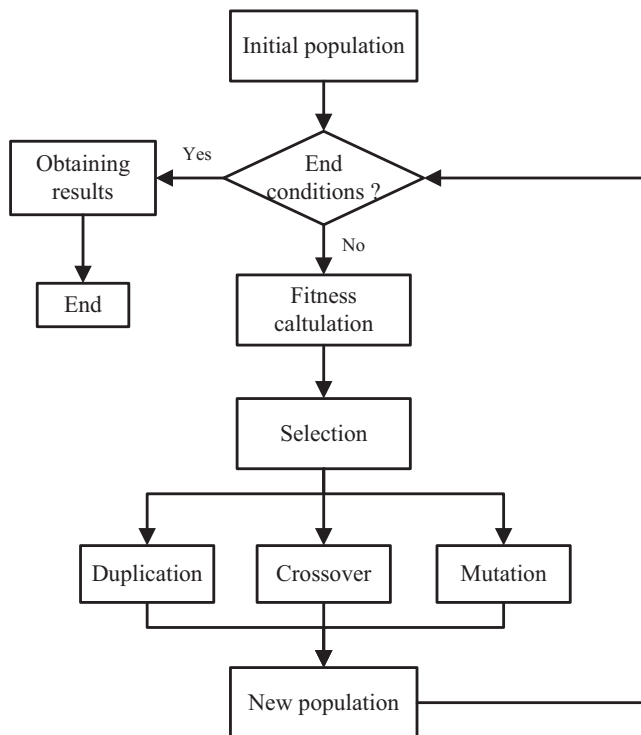 Initial population
Yes
End
conditions ?
Obtaining
results
No
End
Fitness
caltulation
Selection
Duplication
Crossover
Mutation
New population